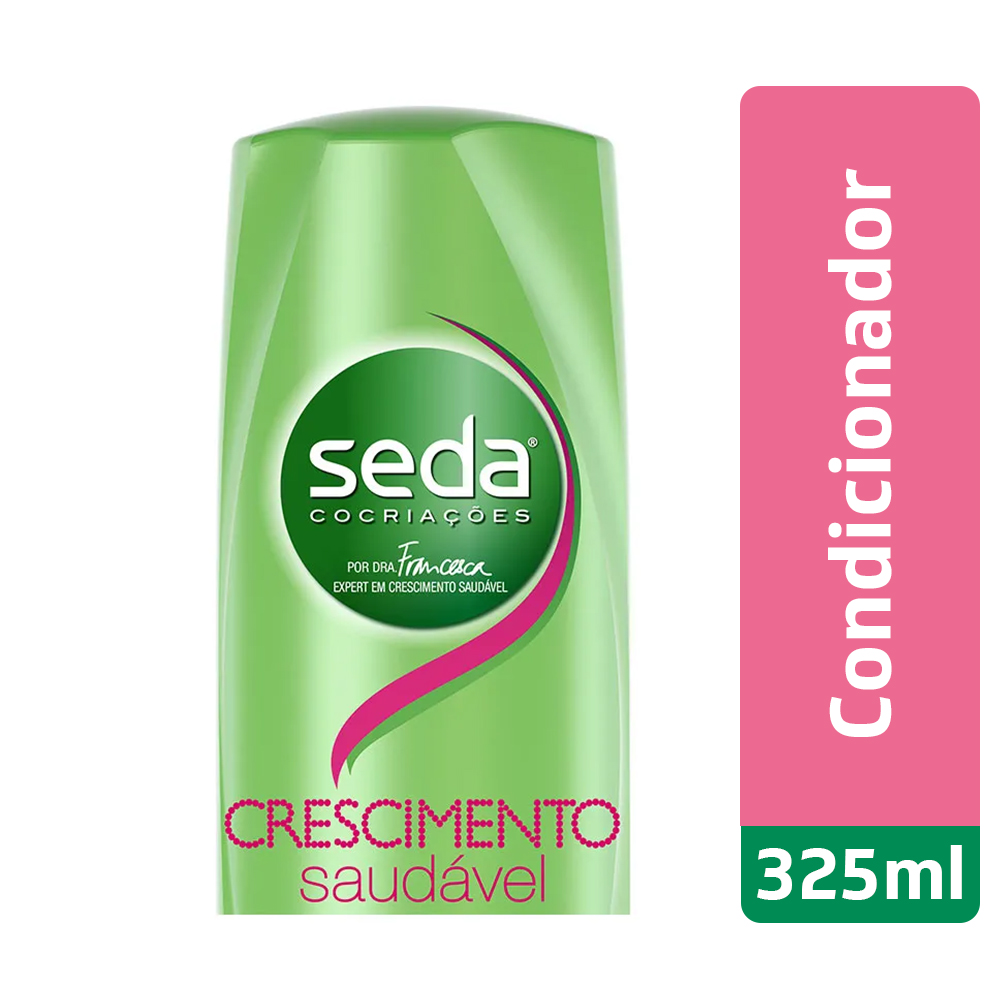 seda®
COCRIAÇÕES
POR DRA. Francesca
EXPERT EM CRESCIMENTO SAUDÁVEL
CRESCIMENTO
saudável
Condicionador
325ml